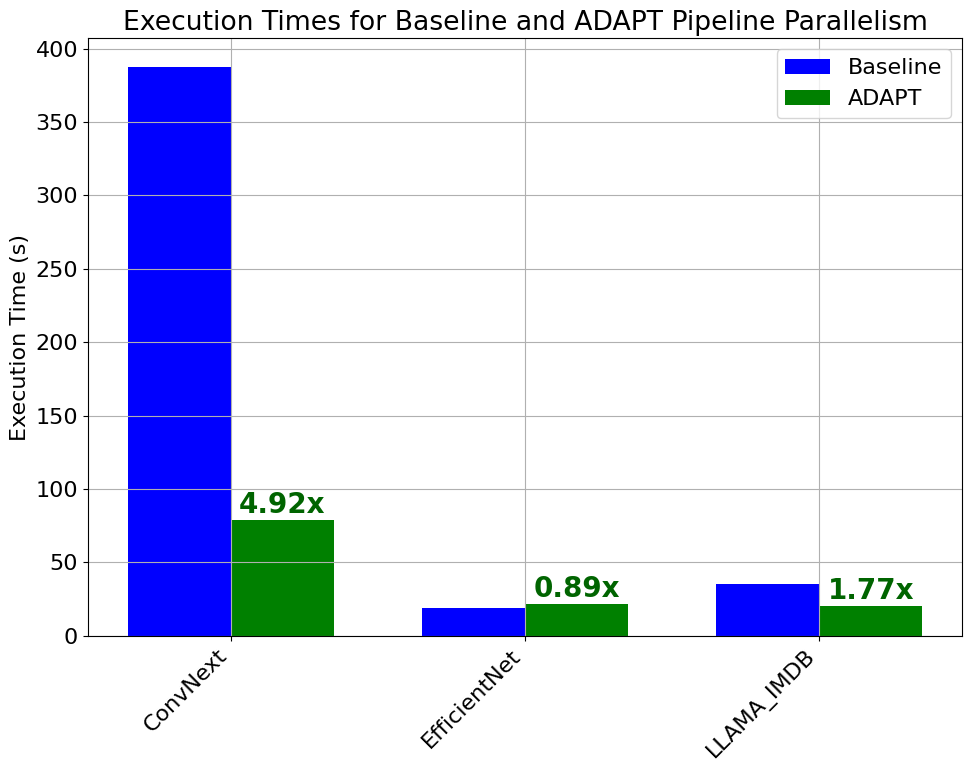 Execution Times for Baseline and ADAPT Pipeline Parallelism
Baseline
ADAPT
Execution Time (s)
400
350
300
250
200
150
100
50
0
4.92x
0.89x
1.77x
ConvNext
EfficientNet
LLAMA_IMDB